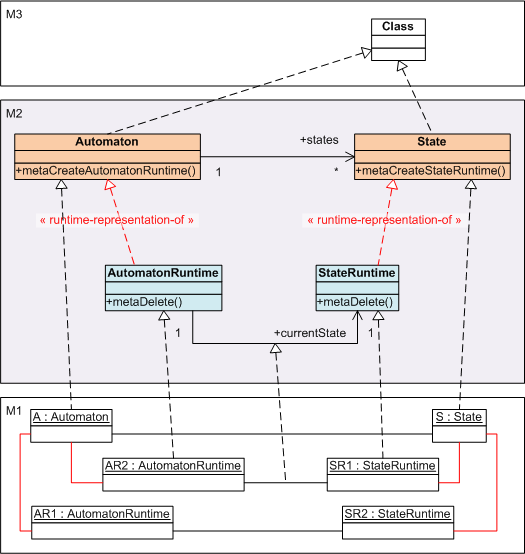 M3
Class
M2
Automaton
+metaCreateAutomatonRuntime()
+states
1
*
State
+metaCreateStateRuntime()
« runtime-representation-of »
« runtime-representation-of »
AutomatonRuntime
+metaDelete()
StateRuntime
+metaDelete()
1
+currentState
1
M1
A : Automaton
S : State
AR2 : AutomatonRuntime
SR1 : StateRuntime
AR1 : AutomatonRuntime
SR2 : StateRuntime